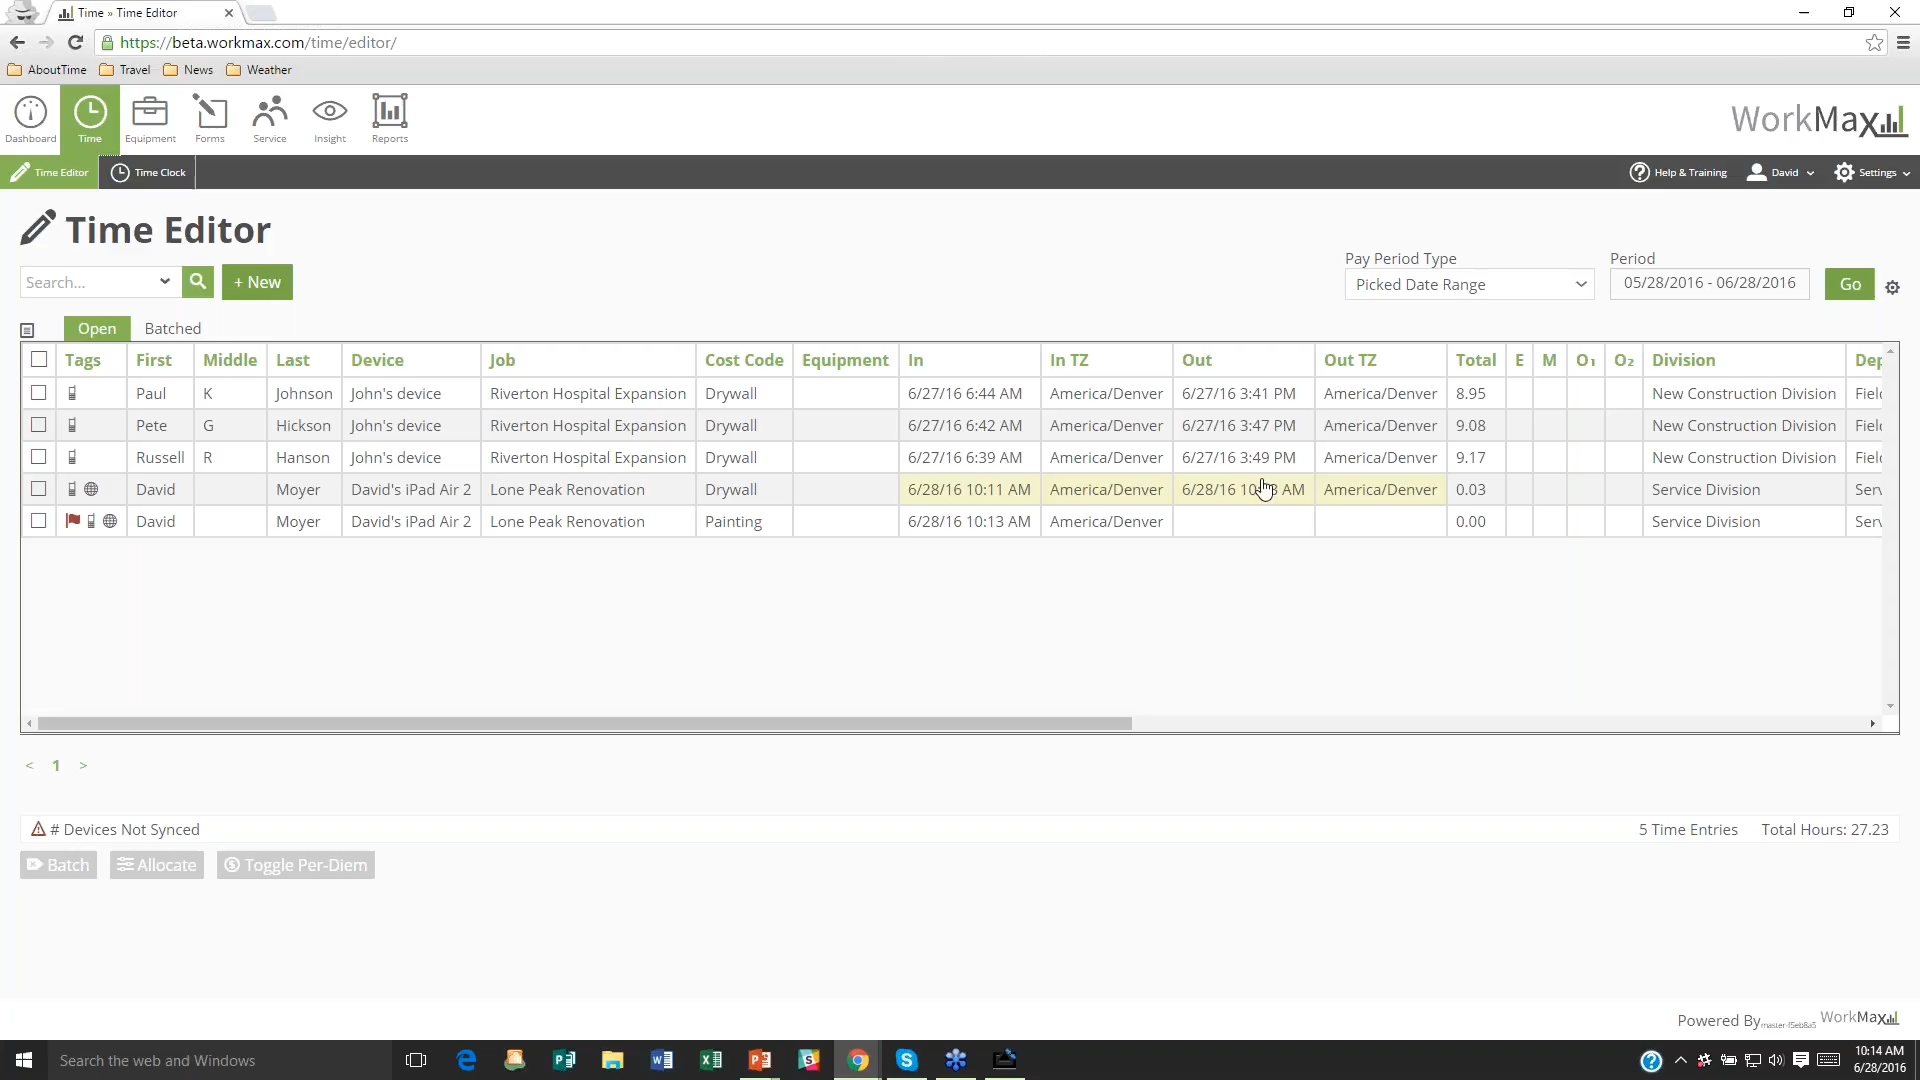 Time » Time Editor
https://beta.workmax.com/time/editor/
AboutTime Travel News Weather
Dashboard Time Equipment Forms Service Insight Reports
WorkMax
Time Editor Time Clock Help & Training David Settings
Time Editor
Pay Period Type Period
Search... + New Picked Date Range 05/28/2016 - 06/28/2016 Go
Open Batched
Tags First Middle Last Device Job Cost Code Equipment In In TZ Out Out TZ Total E M O1 O2 Division Dep
Paul K Johnson John's device Riverton Hospital Expansion Drywall 6/27/16 6:44 AM America/Denver 6/27/16 3:41 PM America/Denver 8.95 New Construction Division Field
Pete G Hickson John's device Riverton Hospital Expansion Drywall 6/27/16 6:42 AM America/Denver 6/27/16 3:47 PM America/Denver 9.08 New Construction Division Field
Russell R Hanson John's device Riverton Hospital Expansion Drywall 6/27/16 6:39 AM America/Denver 6/27/16 3:49 PM America/Denver 9.17 New Construction Division Field
David Moyer David's iPad Air 2 Lone Peak Renovation Drywall 6/28/16 10:11 AM America/Denver 6/28/16 AM America/Denver 0.03 Service Division Serv
David Moyer David's iPad Air 2 Lone Peak Renovation Painting 6/28/16 10:13 AM America/Denver 0.00 Service Division Serv
< 1 >
# Devices Not Synced 5 Time Entries Total Hours: 27.23
Batch Allocate Toggle Per-Diem
Powered By master-f5eb8a5 WorkMax
Search the web and Windows
10:14 AM
6/28/2016